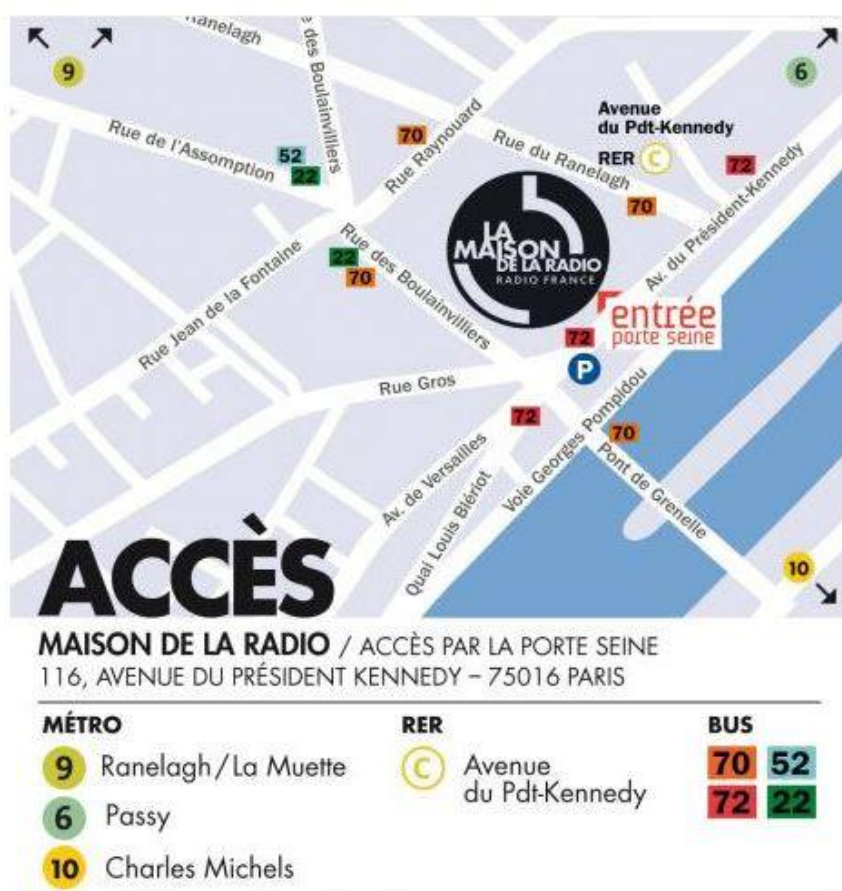 Ranelagh
e des Boulainvilliers
9
6
Avenue
du Pdt-Kennedy
RER C
Rue de l'Assomption
52
22
70
Rue Raynouard
Rue du Ranelagh
72
70
Av. du Président-Kennedy
LA
MAISON
DE LA RADIO
RADIO FRANCE
22
70
Rue des Boulainvilliers
Rue Jean de la Fontaine
entrée
porte seine
72
P
Rue Gros
72
70
Voie Georges Pompidou
Av. de Versailles
Quai Louis Blériot
Pont de Grenelle
10
ACCÈS
MAISON DE LA RADIO / ACCÈS PAR LA PORTE SEINE
116, AVENUE DU PRÉSIDENT KENNEDY – 75016 PARIS
MÉTRO
9 Ranelagh/La Muette
6 Passy
10 Charles Michels
RER
C Avenue
du Pdt-Kennedy
BUS
70 52
72 22